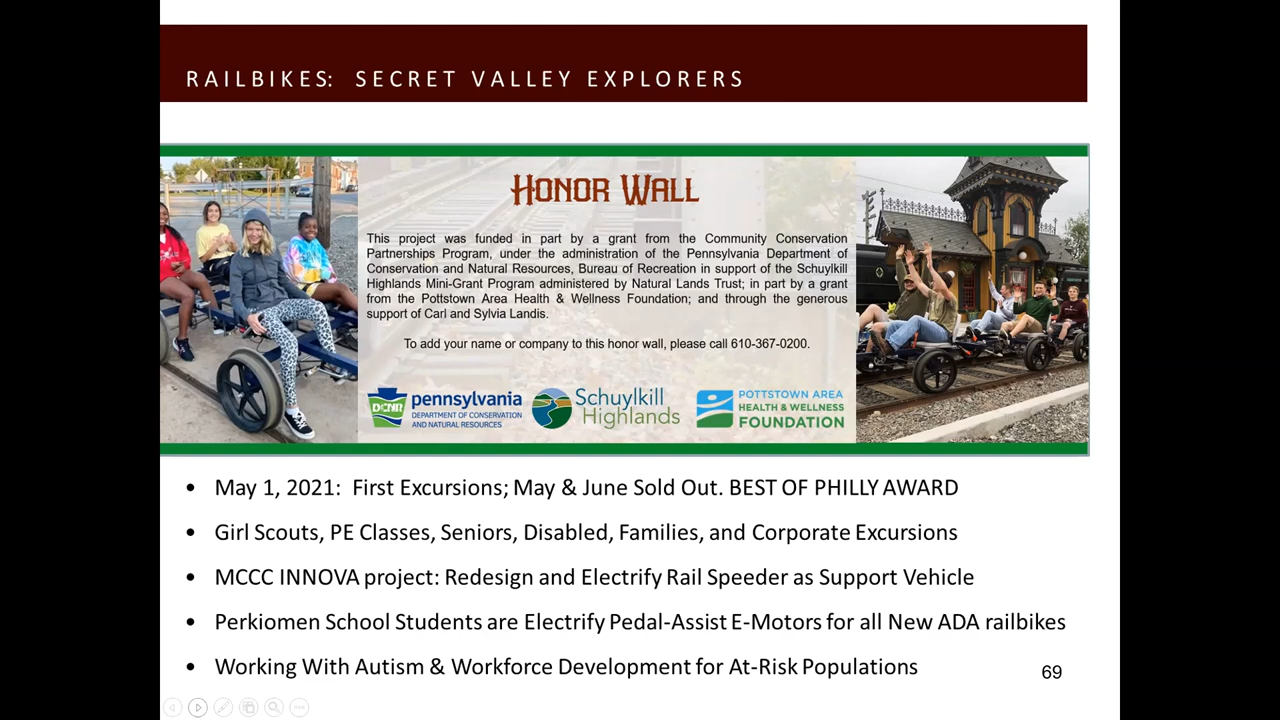 RAILBIKES: SECRET VALLEY EXPLORERS
HONOR WALL
This project was funded in part by a grant from the Community Conservation
Partnerships Program, under the administration of the Pennsylvania Department of
Conservation and Natural Resources, Bureau of Recreation in support of the Schuylkill
Highlands Mini-Grant Program administered by Natural Lands Trust; in part by a grant
from the Pottstown Area Health & Wellness Foundation; and through the generous
support of Carl and Sylvia Landis.
To add your name or company to this honor wall, please call 610-367-0200.
DCNR
pennsylvania
DEPARTMENT OF CONSERVATION
AND NATURAL RESOURCES
Schuylkill
Highlands
POTTSTOWN AREA
HEALTH & WELLNESS
FOUNDATION
• May 1, 2021: First Excursions; May & June Sold Out. BEST OF PHILLY AWARD
• Girl Scouts, PE Classes, Seniors, Disabled, Families, and Corporate Excursions
• MCCC INNOVA project: Redesign and Electrify Rail Speeder as Support Vehicle
• Perkiomen School Students are Electrify Pedal-Assist E-Motors for all New ADA railbikes
• Working With Autism & Workforce Development for At-Risk Populations
69